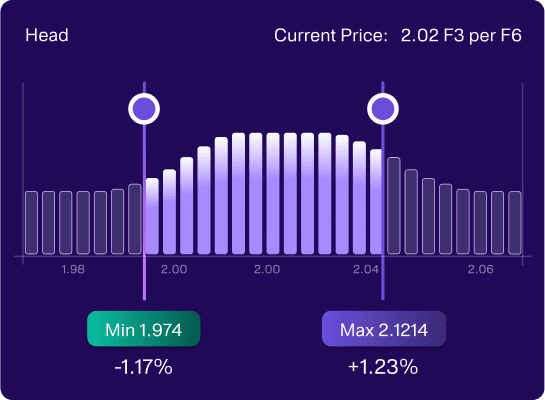 Head
Current Price: 2.02 F3 per F6
1.98 2.00 2.00 2.04 2.06
Min 1.974 Max 2.1214
-1.17% +1.23%